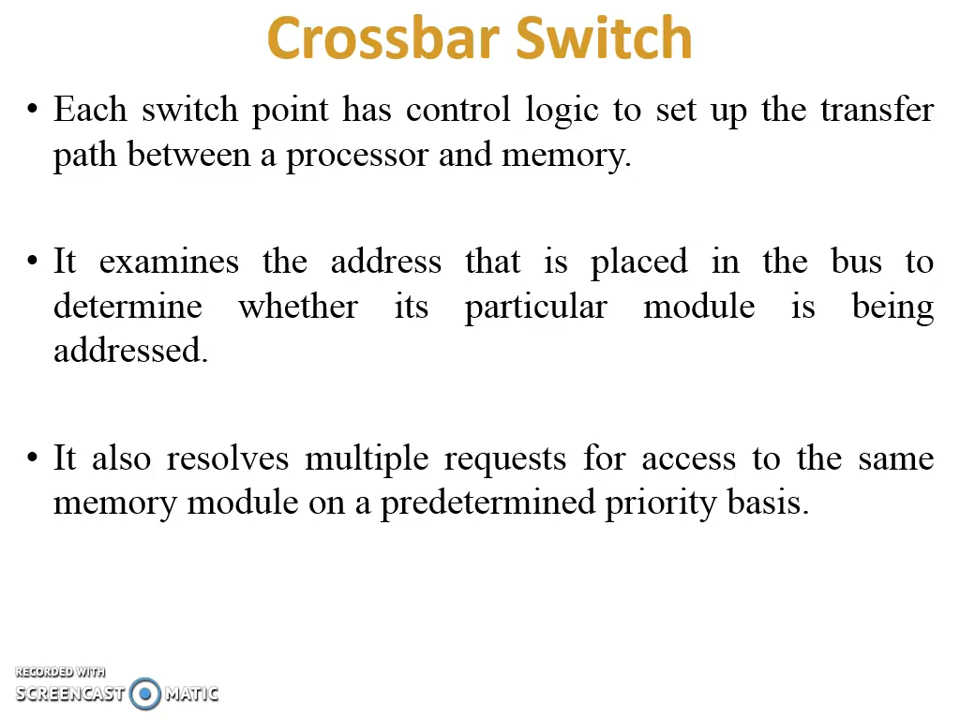 Crossbar Switch
• Each switch point has control logic to set up the transfer
path between a processor and memory.
• It examines the address that is placed in the bus to
determine whether its particular module is being
addressed.
• It also resolves multiple requests for access to the same
memory module on a predetermined priority basis.
RECORDED WITH
SCREENCAST MATIC